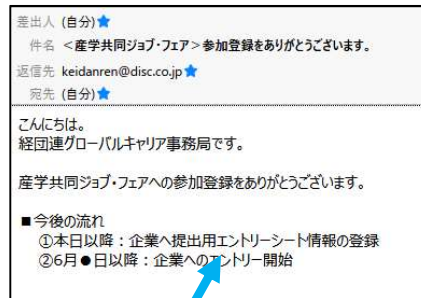 差出人 (自分)
件名 <産学共同ジョブ・フェア>参加登録をありがとうございます。
返信先 keidanren@disc.co.jp
宛先 (自分)
こんにちは。
経団連グローバルキャリア事務局です。
産学共同ジョブ・フェアへの参加登録をありがとうございます。
■今後の流れ
①本日以降：企業へ提出用エントリーシート情報の登録
②6月●日以降：企業へのエントリー開始